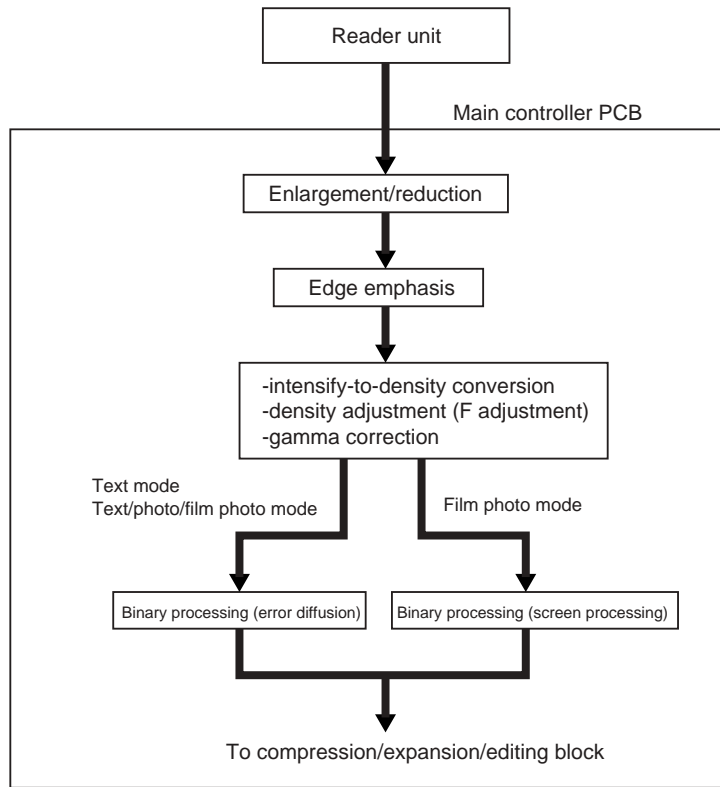 Reader unit
Main controller PCB
Enlargement/reduction
Edge emphasis
-intensify-to-density conversion
-density adjustment (F adjustment)
-gamma correction
Text mode
Text/photo/film photo mode
Film photo mode
Binary processing (error diffusion)
Binary processing (screen processing)
To compression/expansion/editing block